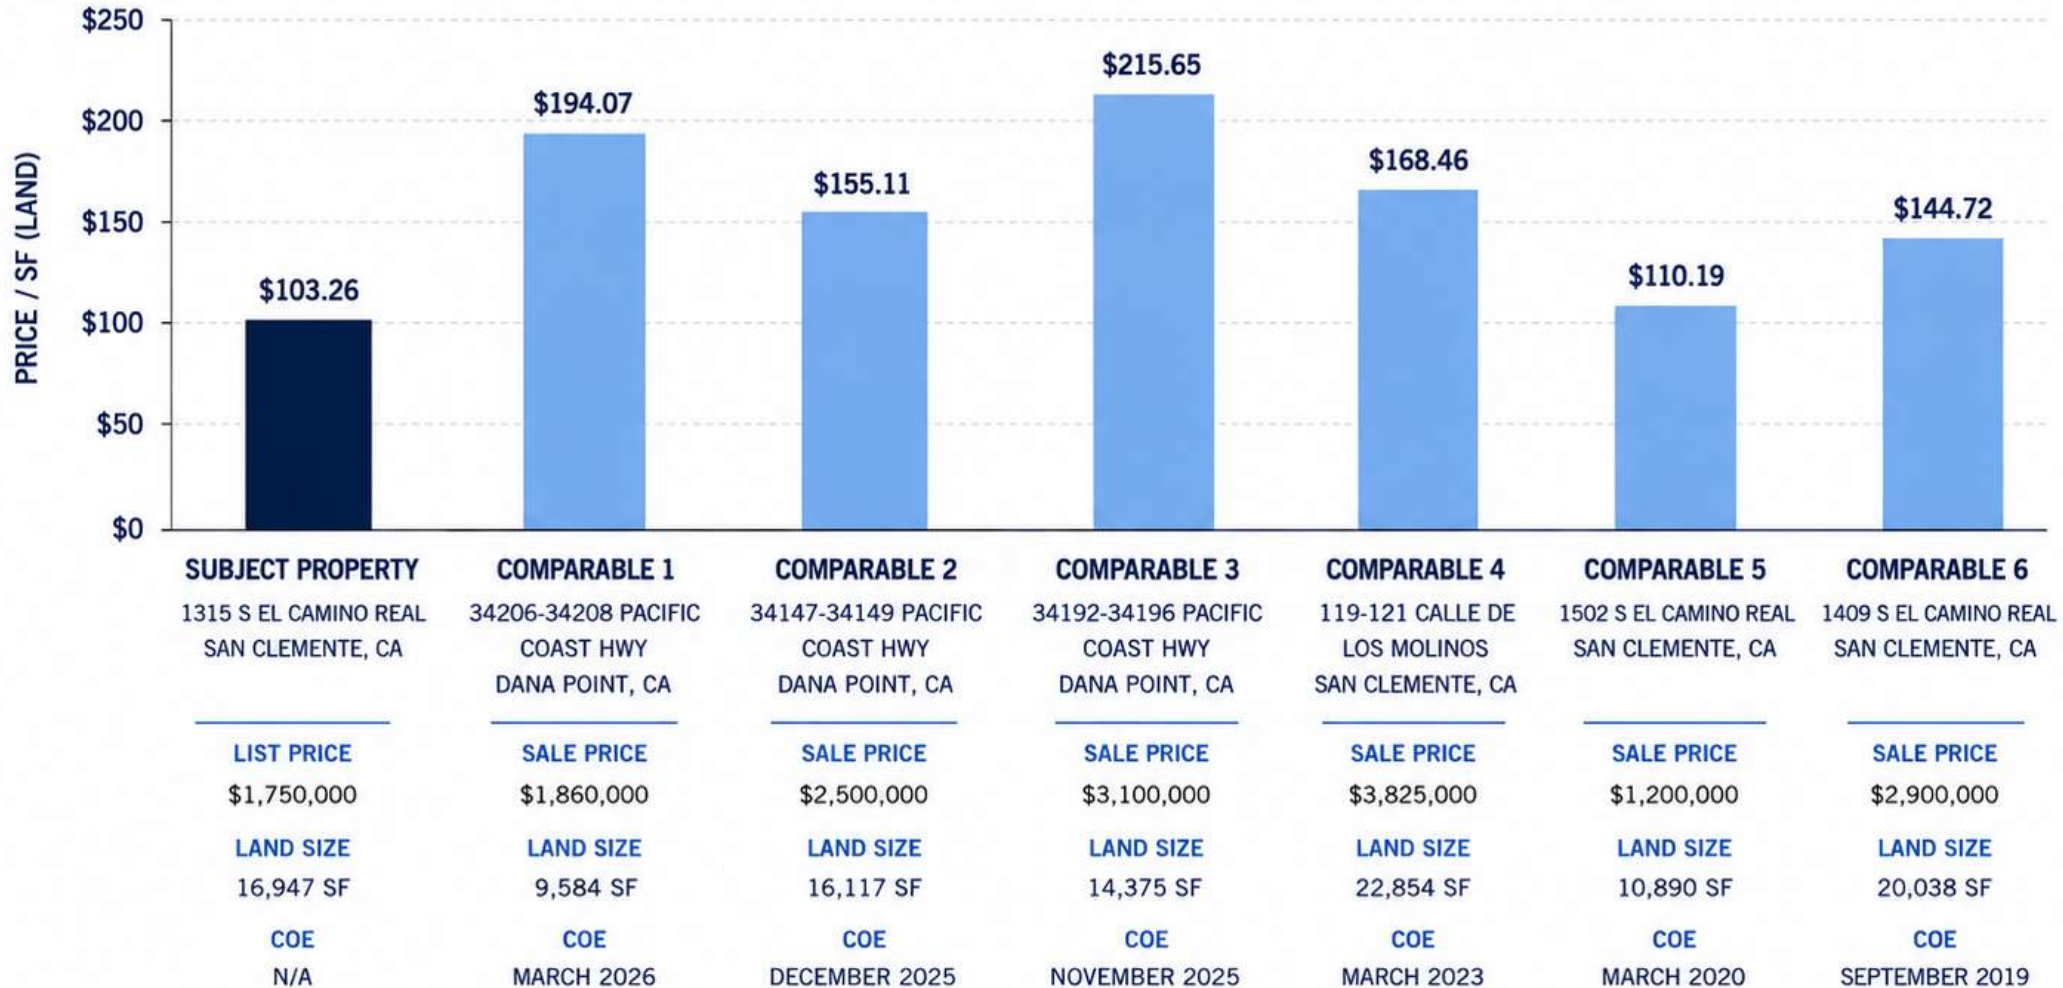 $250
$200
$150
$100
$50
$0
PRICE / SF (LAND)
$103.26
$194.07
$155.11
$215.65
$168.46
$110.19
$144.72
SUBJECT PROPERTY
1315 S EL CAMINO REAL
SAN CLEMENTE, CA
LIST PRICE
$1,750,000
LAND SIZE
16,947 SF
COE
N/A
COMPARABLE 1
34206-34208 PACIFIC
COAST HWY
DANA POINT, CA
SALE PRICE
$1,860,000
LAND SIZE
9,584 SF
COE
MARCH 2026
COMPARABLE 2
34147-34149 PACIFIC
COAST HWY
DANA POINT, CA
SALE PRICE
$2,500,000
LAND SIZE
16,117 SF
COE
DECEMBER 2025
COMPARABLE 3
34192-34196 PACIFIC
COAST HWY
DANA POINT, CA
SALE PRICE
$3,100,000
LAND SIZE
14,375 SF
COE
NOVEMBER 2025
COMPARABLE 4
119-121 CALLE DE
LOS MOLINOS
SAN CLEMENTE, CA
SALE PRICE
$3,825,000
LAND SIZE
22,854 SF
COE
MARCH 2023
COMPARABLE 5
1502 S EL CAMINO REAL
SAN CLEMENTE, CA
SALE PRICE
$1,200,000
LAND SIZE
10,890 SF
COE
MARCH 2020
COMPARABLE 6
1409 S EL CAMINO REAL
SAN CLEMENTE, CA
SALE PRICE
$2,900,000
LAND SIZE
20,038 SF
COE
SEPTEMBER 2019